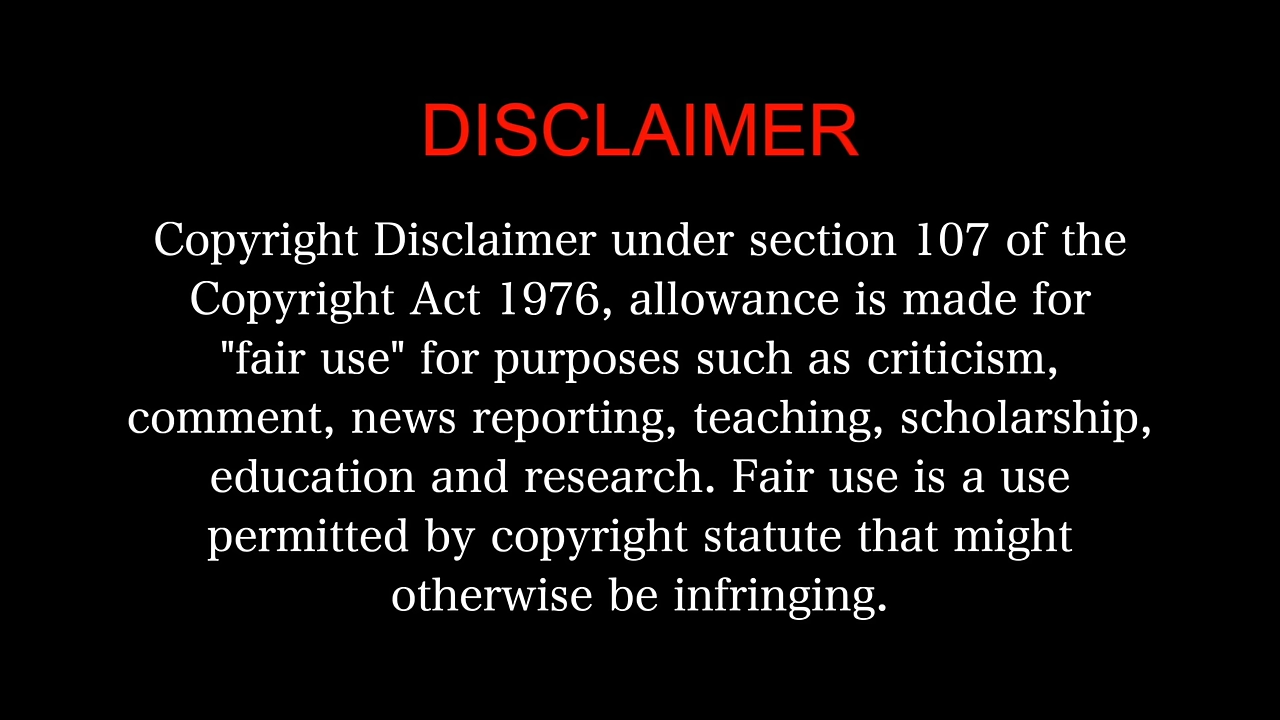 DISCLAIMER
Copyright Disclaimer under section 107 of the
Copyright Act 1976, allowance is made for
"fair use" for purposes such as criticism,
comment, news reporting, teaching, scholarship,
education and research. Fair use is a use
permitted by copyright statute that might
otherwise be infringing.